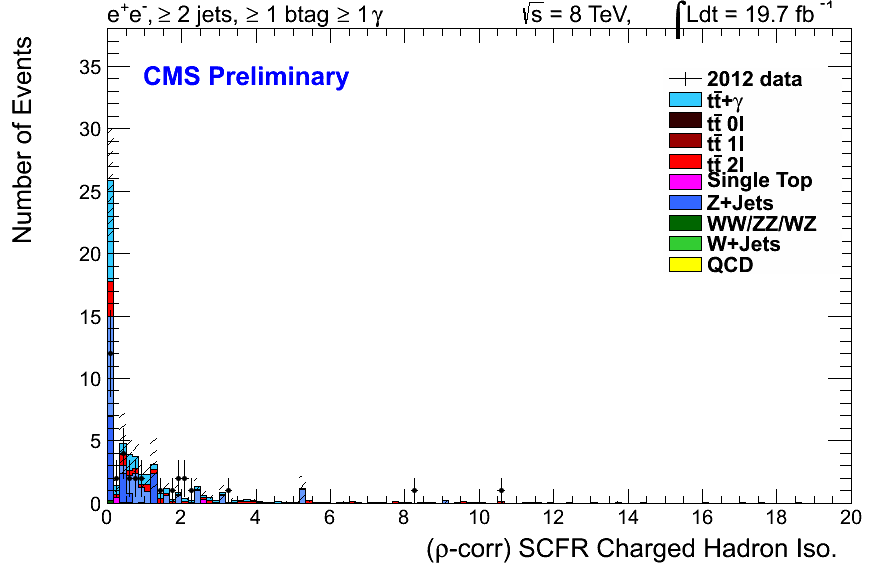 e⁺e⁻, ≥ 2 jets, ≥ 1 btag ≥ 1 γ √s = 8 TeV, ∫Ldt = 19.7 fb⁻¹
CMS Preliminary
Number of Events
35
30
25
20
15
10
5
0
2012 data
tt̄+γ
tt̄ 0l
tt̄ 1l
tt̄ 2l
Single Top
Z+Jets
WW/ZZ/WZ
W+Jets
QCD
0 2 4 6 8 10 12 14 16 18 20
(ρ-corr) SCFR Charged Hadron Iso.